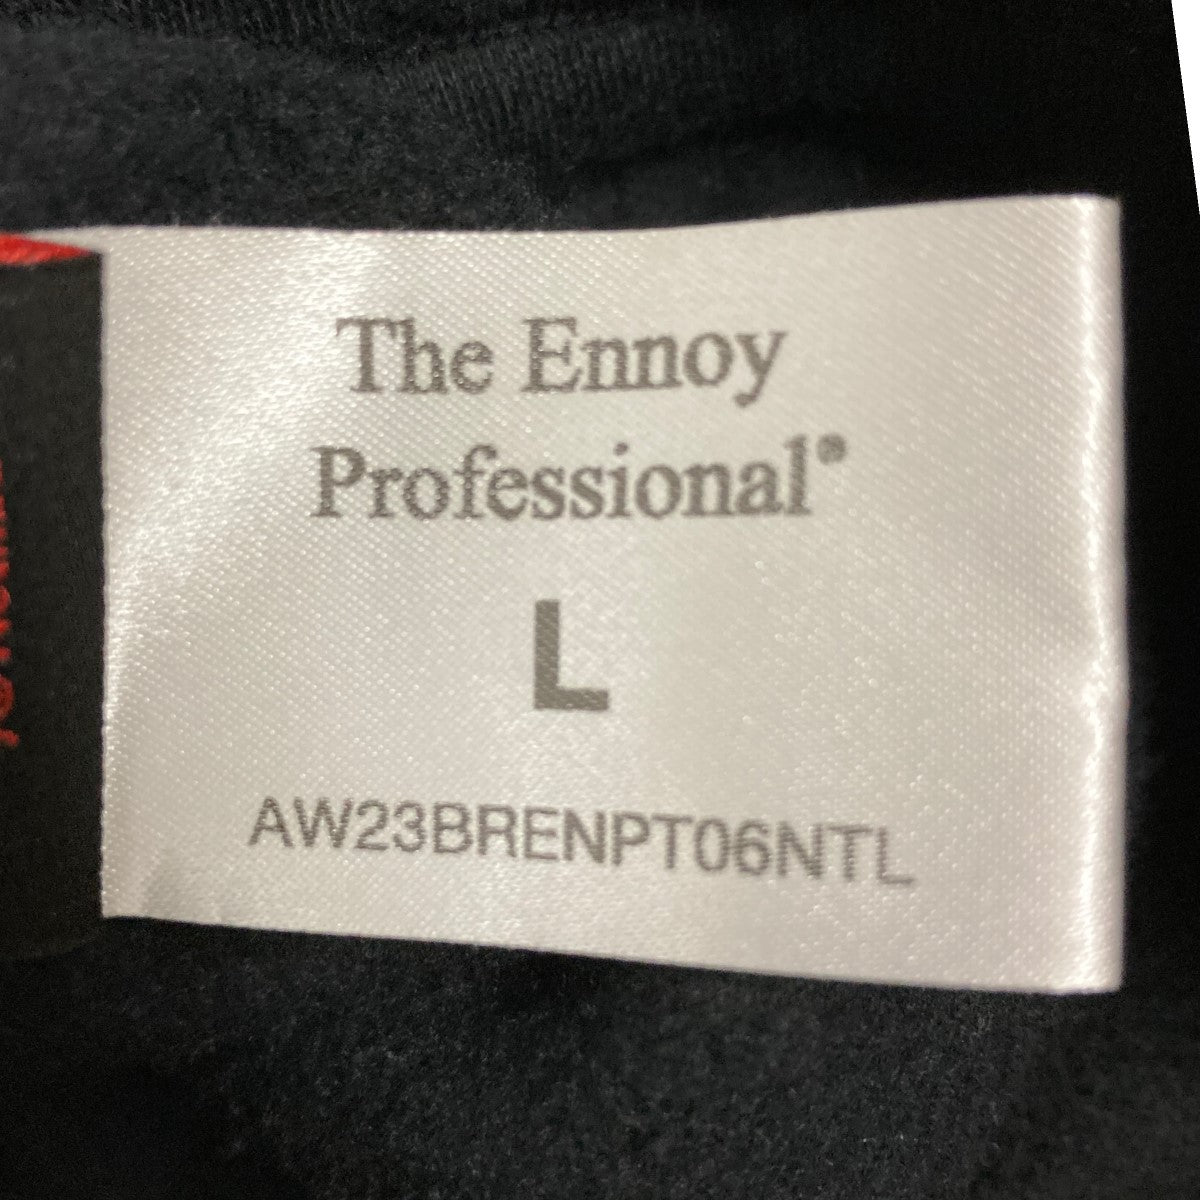 The Ennoy
Professional®
L
AW23BRENPT06NTL